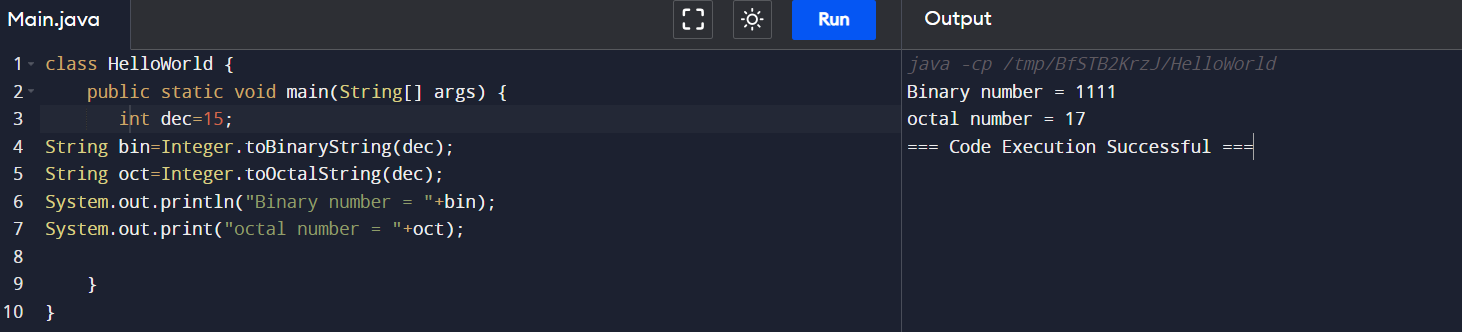 Main.java
Run
Output
1 class HelloWorld {
2     public static void main(String[] args) {
3        int dec=15;
4 String bin=Integer.toBinaryString(dec);
5 String oct=Integer.toOctalString(dec);
6 System.out.println("Binary number = "+bin);
7 System.out.print("octal number = "+oct);
8
9     }
10 }
java -cp /tmp/BfSTB2KrzJ/HelloWorld
Binary number = 1111
octal number = 17
=== Code Execution Successful ===